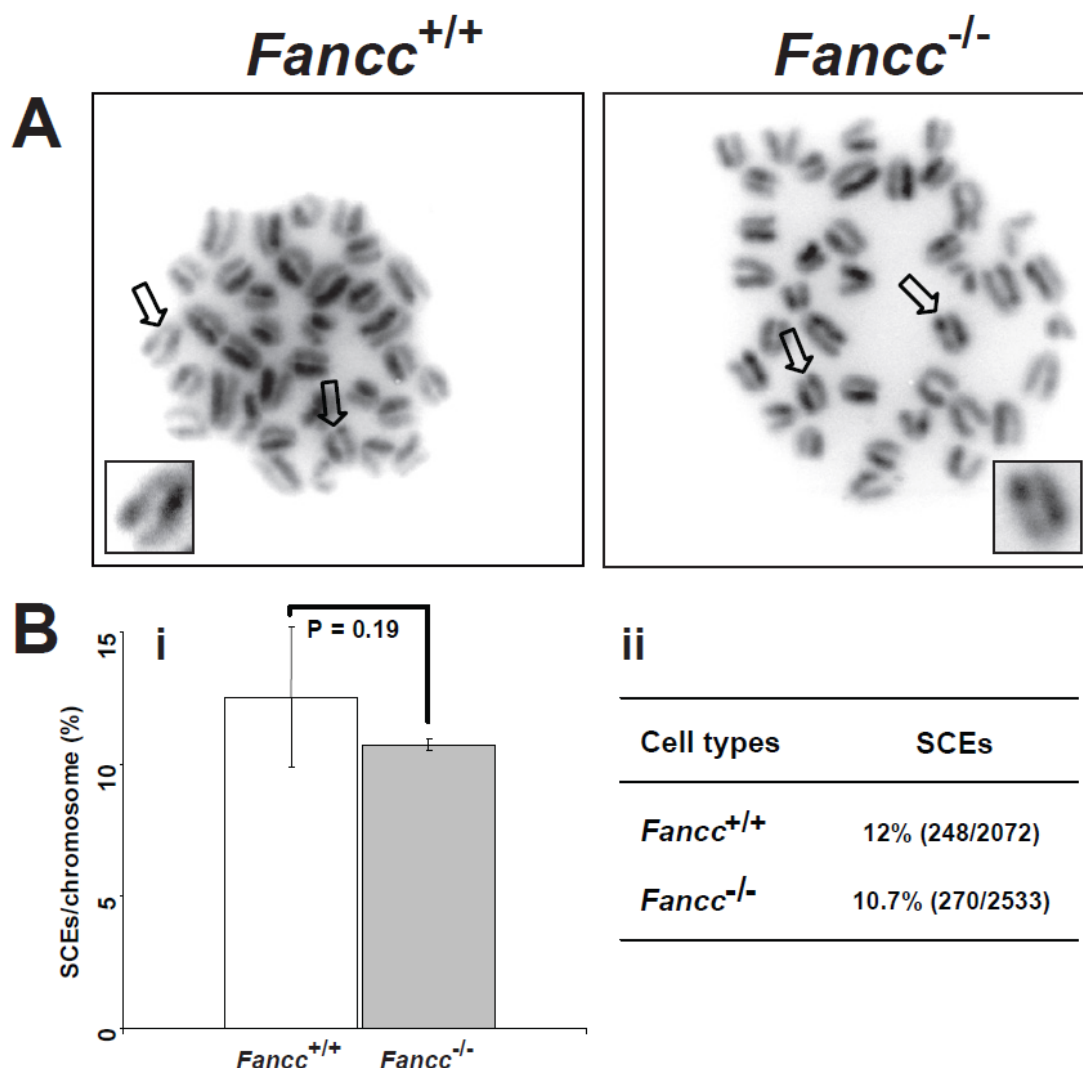 Fancc+/+ Fancc-/-
A
B
i
P = 0.19
15
10
5
0
SCEs/chromosome (%)
Fancc+/+ Fancc-/-
ii
Cell types SCEs
Fancc+/+ 12% (248/2072)
Fancc-/- 10.7% (270/2533)